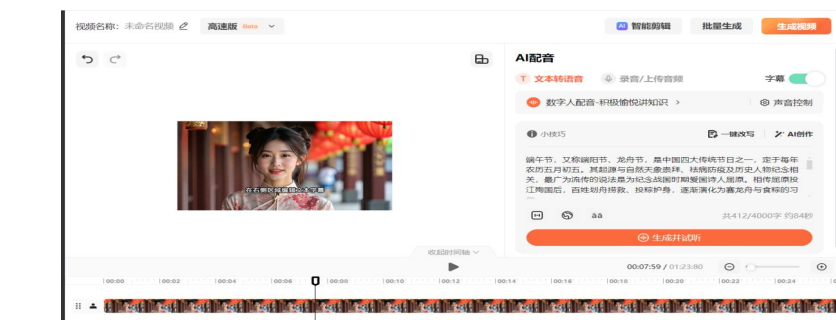 视频名称： 未命名视频 高速版 Beta
AI 智能剪辑 批量生成 生成视频
AI配音
T 文本转语音 录音/上传音频 字幕
数字人配音-积极愉悦讲知识 > 声音控制
小技巧 一键改写 AI创作
端午节，又称端阳节、龙舟节，是中国四大传统节日之一，定于每年
农历五月初五。其起源与自然天象崇拜、祛病防疫及历史人物纪念相
关，最广为流传的说法是为纪念战国时期爱国诗人屈原。相传屈原投
江殉国后，百姓划舟捞救、投粽护身，逐渐演化为赛龙舟与食粽的习
在右侧区域编辑文本字幕
共412/4000字 约84秒
生成并试听
收起时间轴
00:07:59 / 01:23:80
00:00 00:02 00:04 00:06 00:08 00:10 00:12 00:14 00:16 00:18 00:20 00:22 00:24